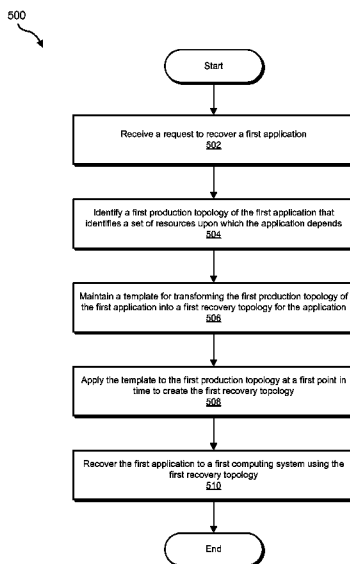 500
Start
Receive a request to recover a first application
502
Identify a first production topology of the first application that
identifies a set of resources upon which the application depends
504
Maintain a template for transforming the first production topology of
the first application into a first recovery topology for the application
506
Apply the template to the first production topology at a first point in
time to create the first recovery topology
508
Recover the first application to a first computing system using the
first recovery topology
510
End